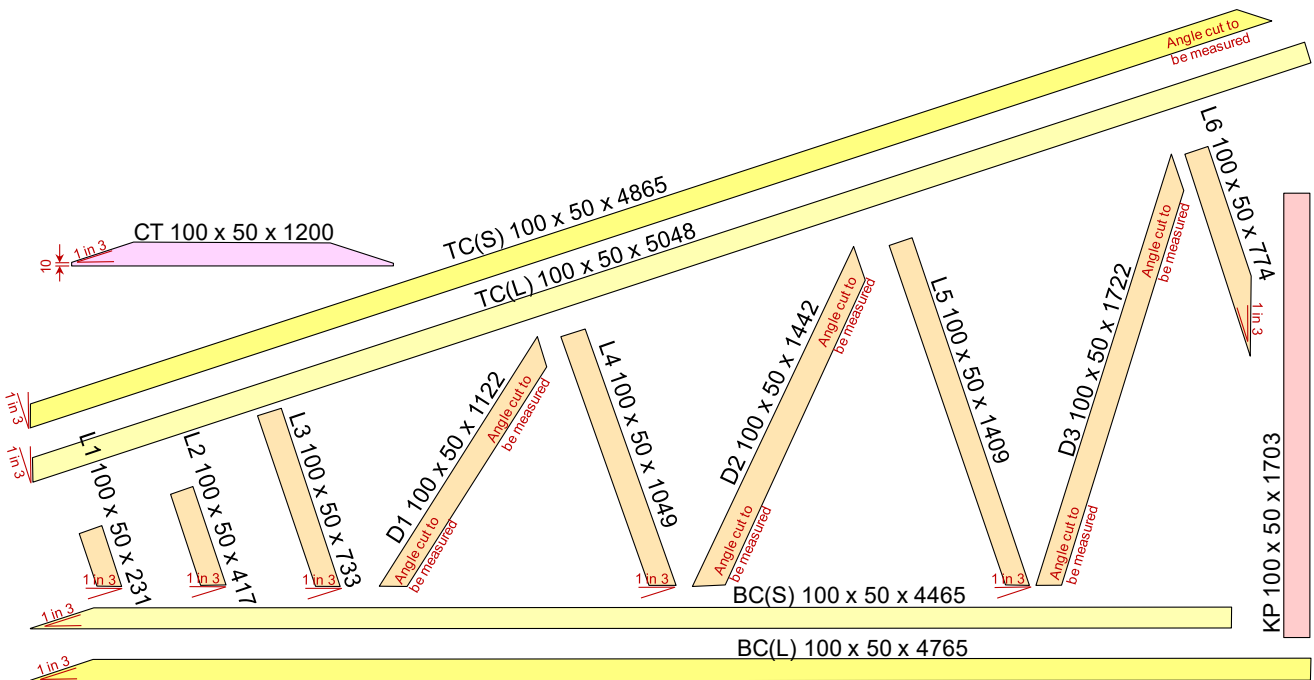 Angle cut to
be measured
L6 100 x 50 x 774
1 in 3
CT 100 x 50 x 1200
1 in 3
10
TC(S) 100 x 50 x 4865
TC(L) 100 x 50 x 5048
1 in 3
1 in 3
L1 100 x 50 x 231
1 in 3
L2 100 x 50 x 417
1 in 3
L3 100 x 50 x 733
1 in 3
D1 100 x 50 x 1122
Angle cut to
be measured
Angle cut to
be measured
L4 100 x 50 x 1049
1 in 3
D2 100 x 50 x 1442
Angle cut to
be measured
Angle cut to
be measured
L5 100 x 50 x 1409
1 in 3
D3 100 x 50 x 1722
Angle cut to
be measured
Angle cut to
be measured
KP 100 x 50 x 1703
BC(S) 100 x 50 x 4465
1 in 3
BC(L) 100 x 50 x 4765
1 in 3